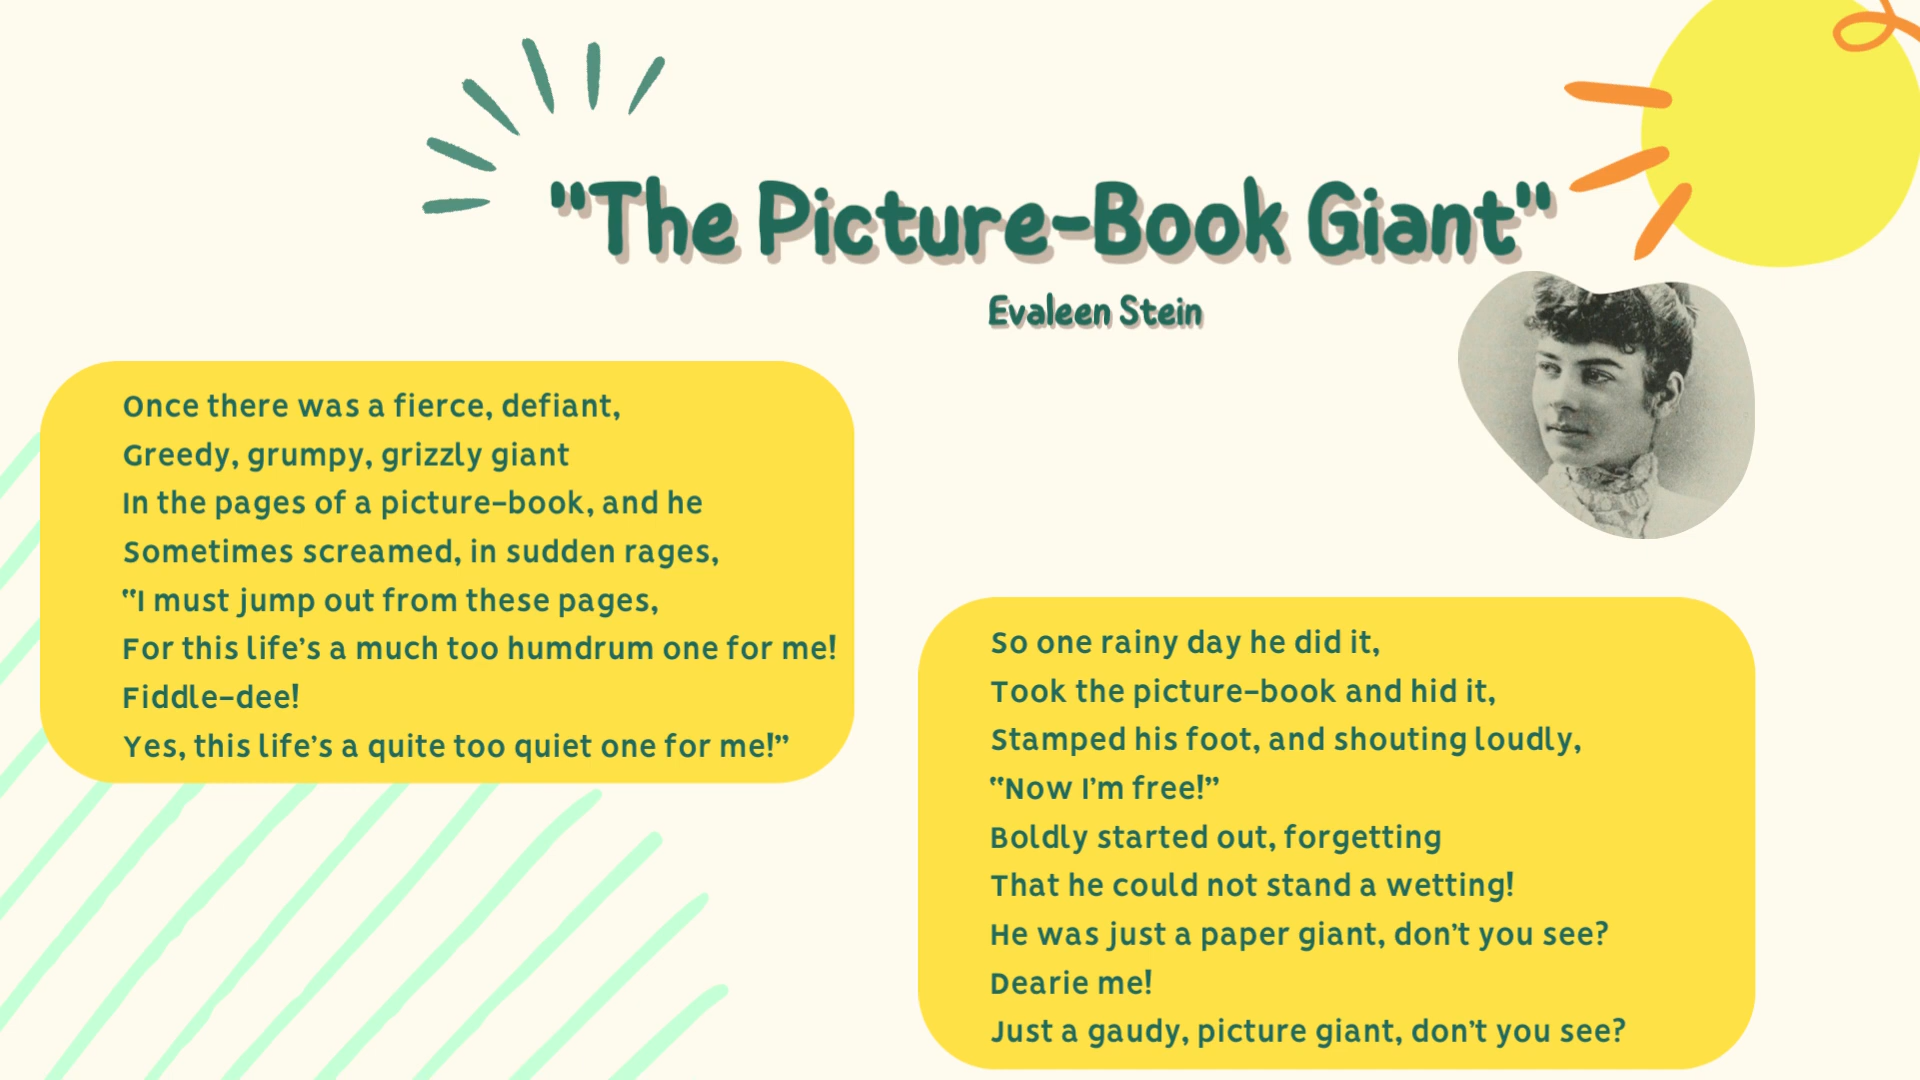 "The Picture-Book Giant"
Evaleen Stein
Once there was a fierce, defiant,
Greedy, grumpy, grizzly giant
In the pages of a picture-book, and he
Sometimes screamed, in sudden rages,
“I must jump out from these pages,
For this life’s a much too humdrum one for me!
Fiddle-dee!
Yes, this life’s a quite too quiet one for me!”
So one rainy day he did it,
Took the picture-book and hid it,
Stamped his foot, and shouting loudly,
“Now I’m free!”
Boldly started out, forgetting
That he could not stand a wetting!
He was just a paper giant, don’t you see?
Dearie me!
Just a gaudy, picture giant, don’t you see?